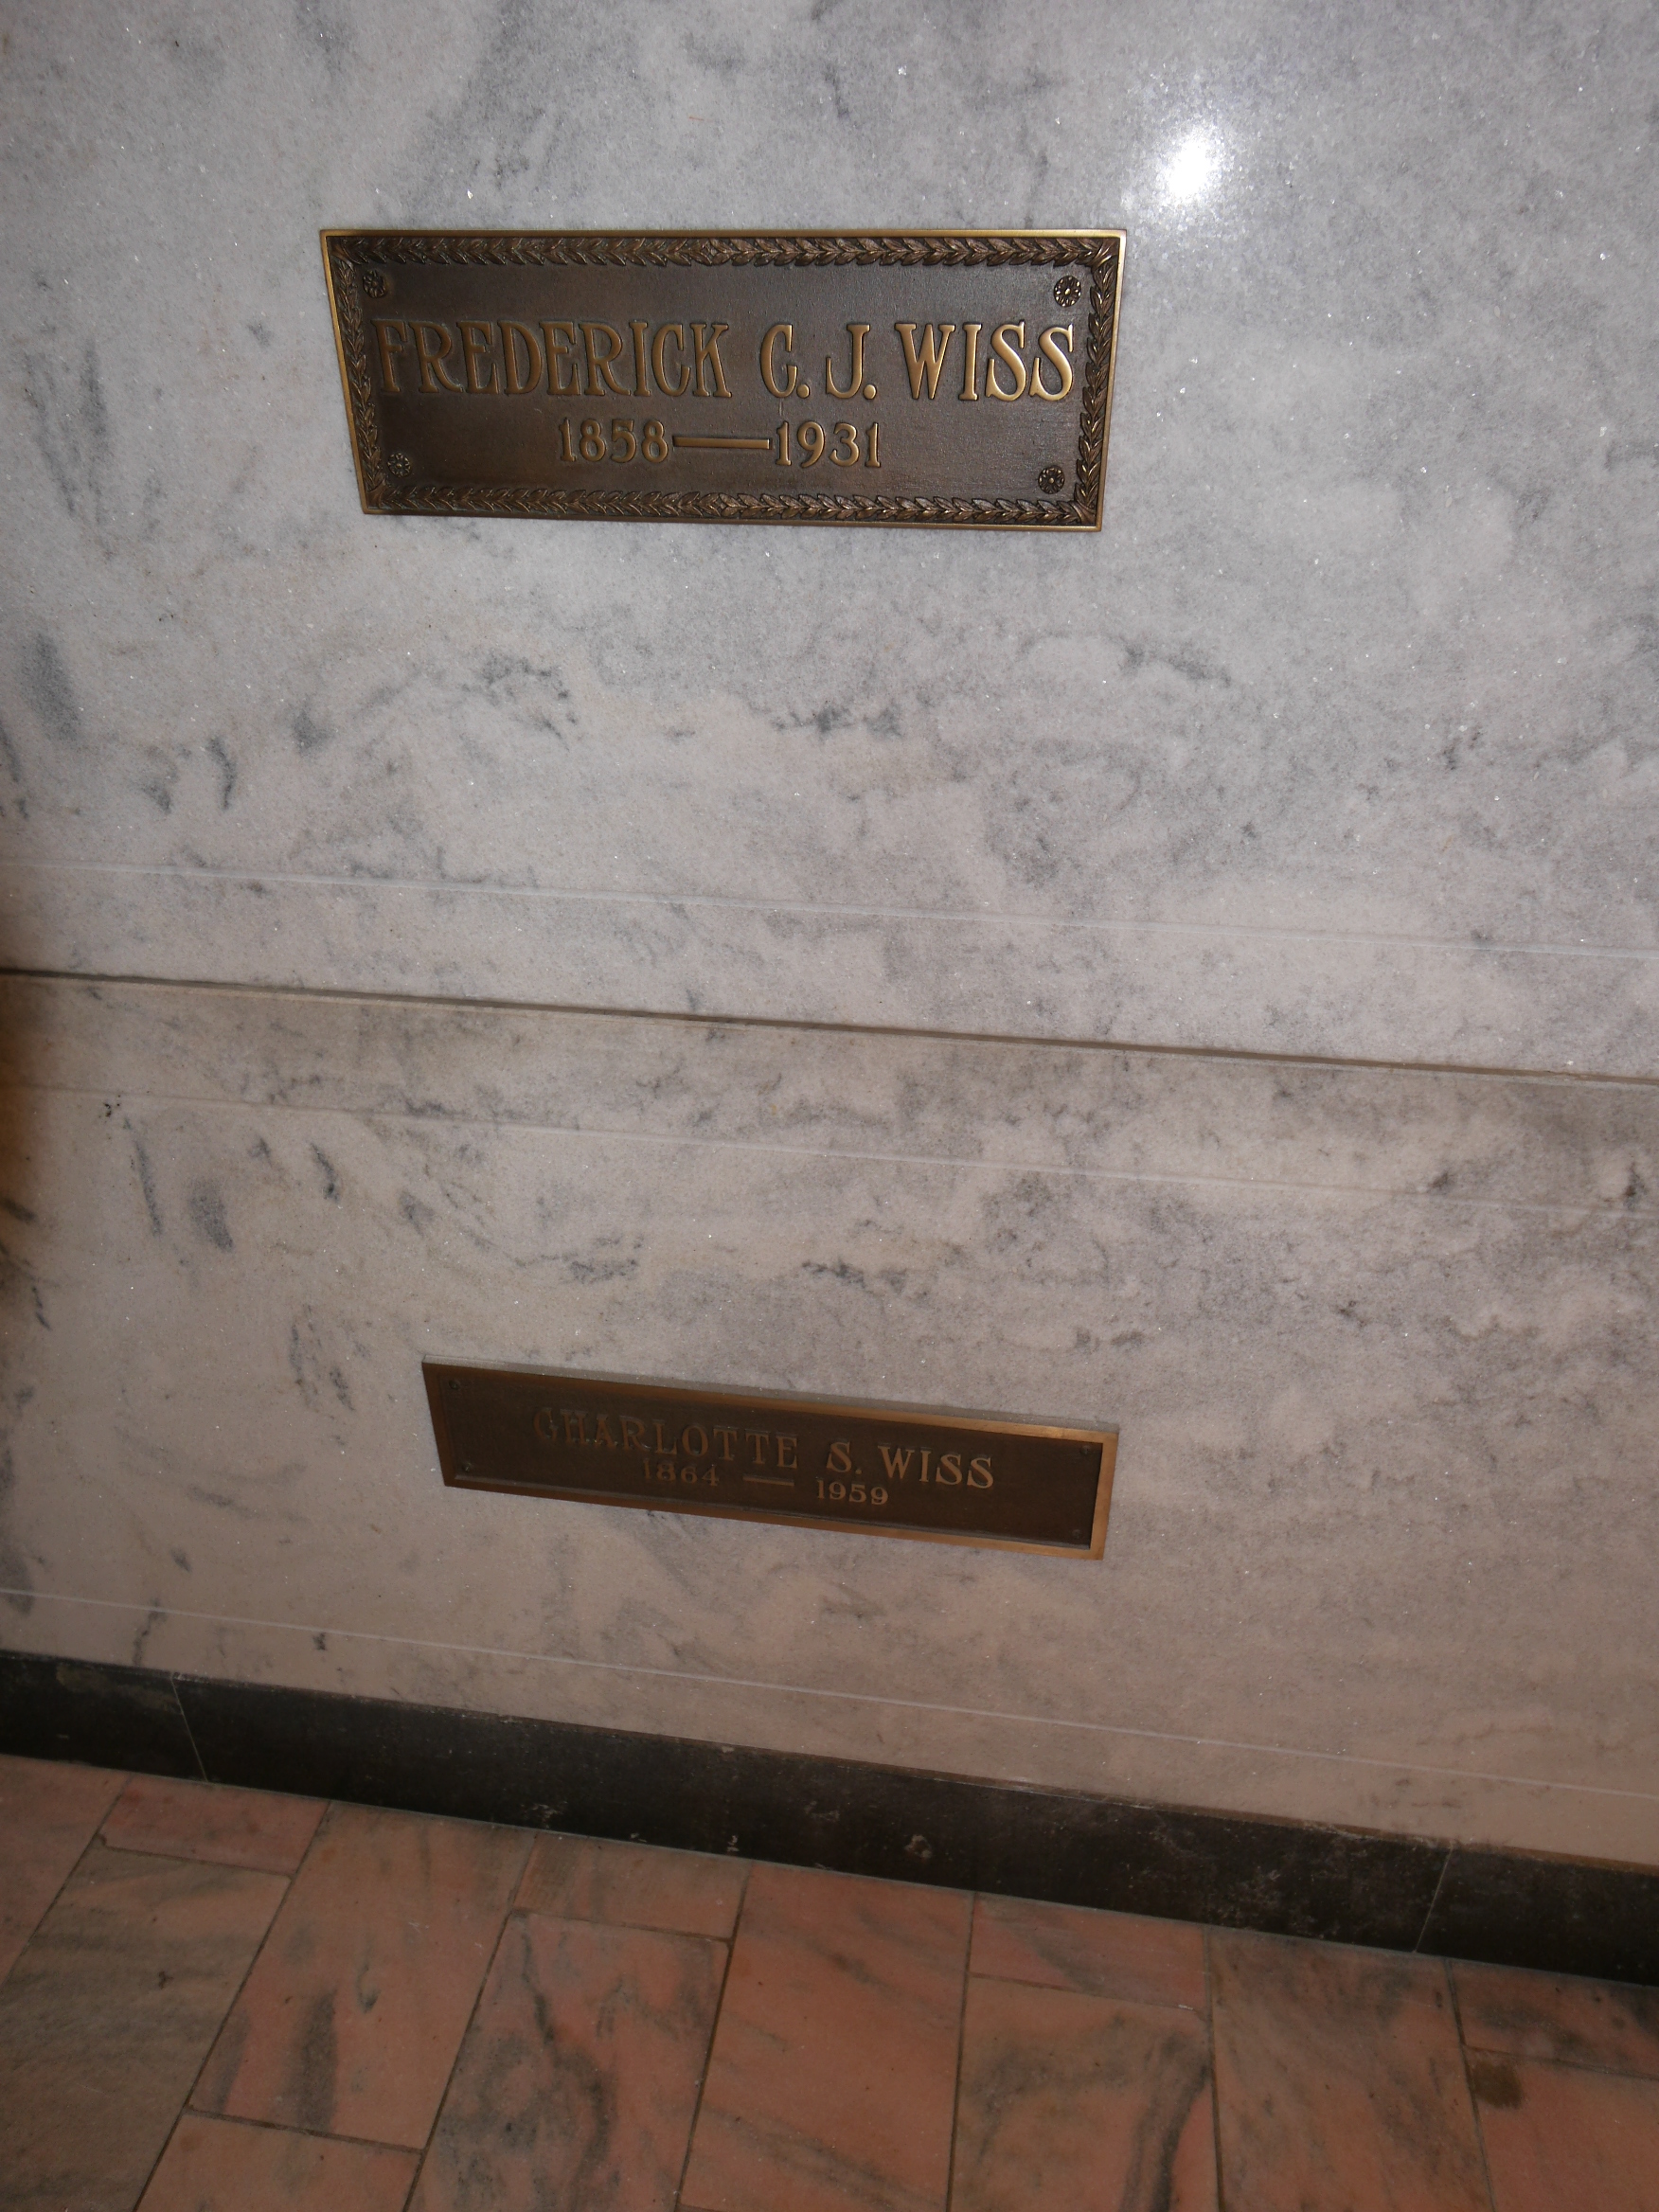 FREDERICK C. J. WISS
1858—1931
CHARLOTTE S. WISS
1864 — 1959